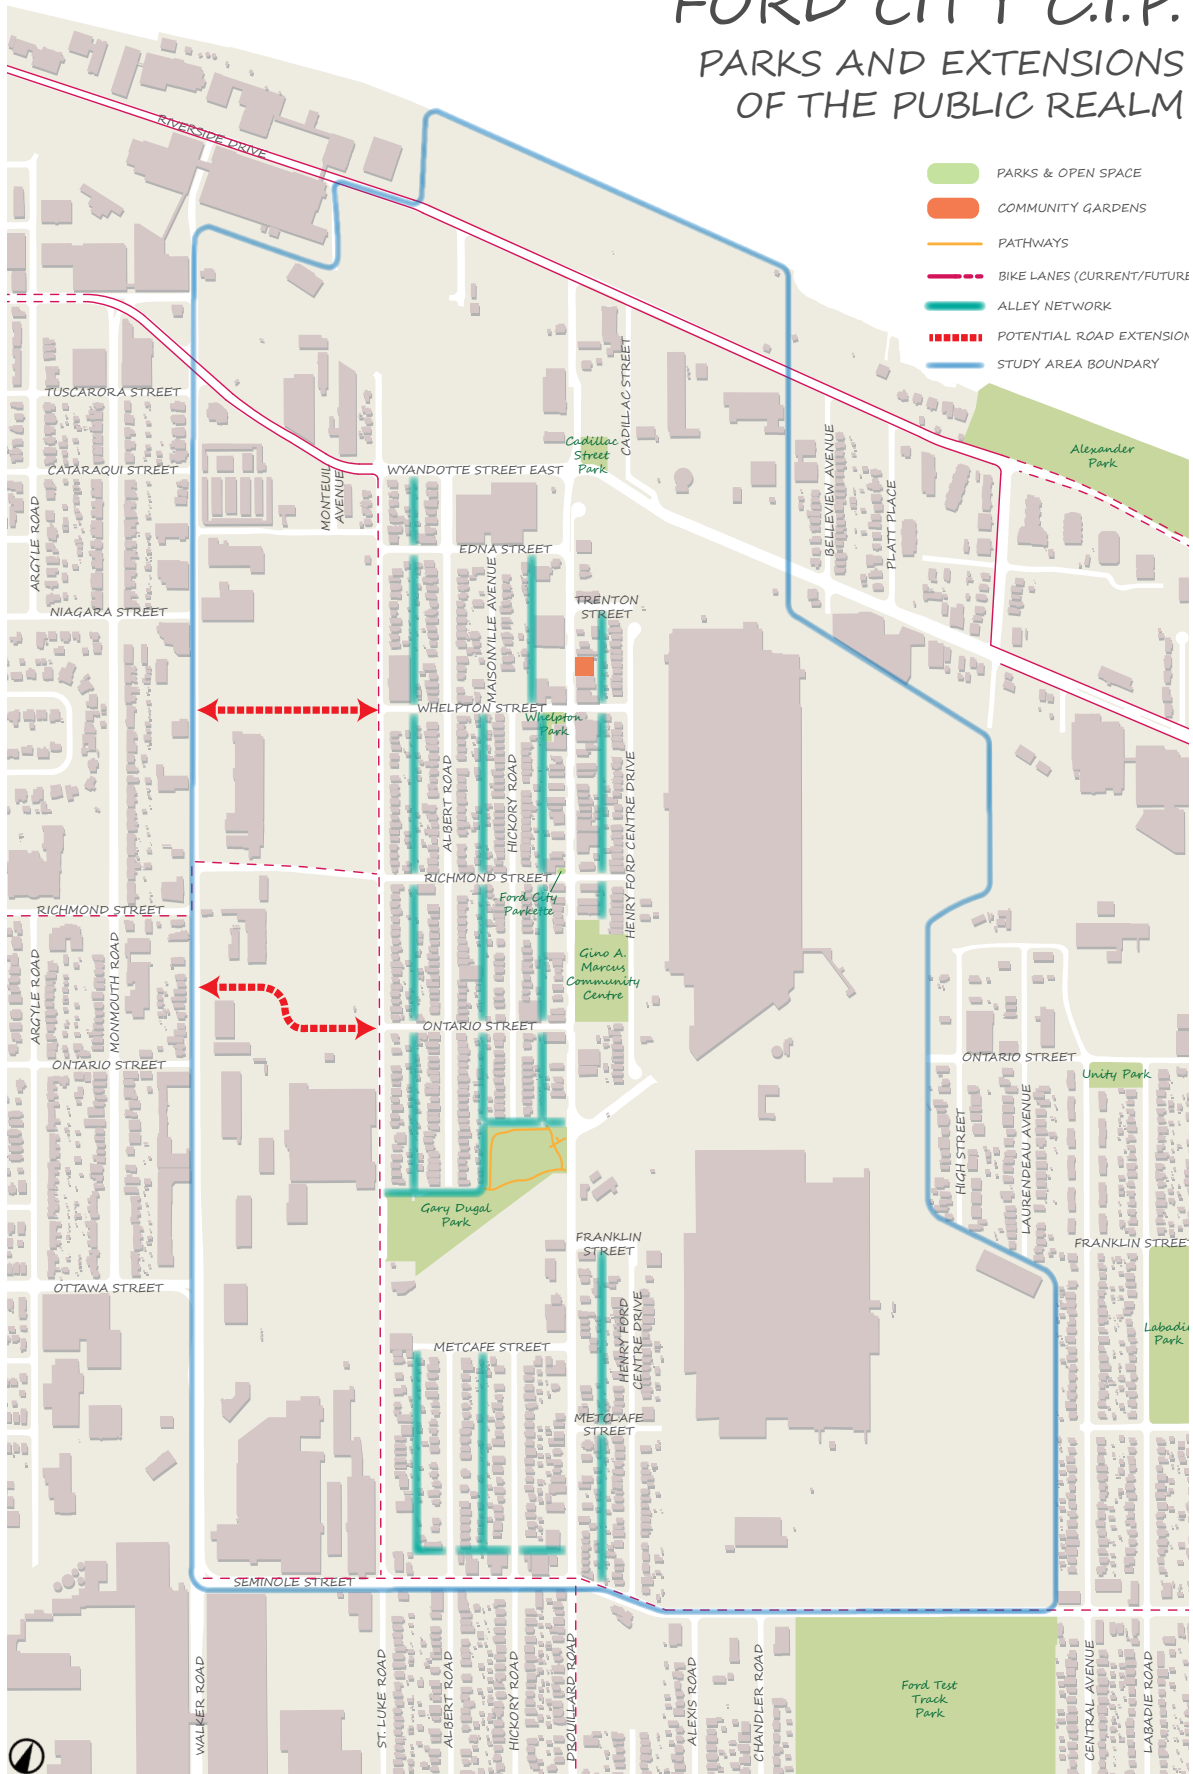 FORD CITY C.I.P.
PARKS AND EXTENSIONS
OF THE PUBLIC REALM
PARKS & OPEN SPACE
COMMUNITY GARDENS
PATHWAYS
BIKE LANES (CURRENT/FUTURE
ALLEY NETWORK
POTENTIAL ROAD EXTENSION
STUDY AREA BOUNDARY
RIVERSIDE DRIVE
TUSCARORA STREET
CADILLAC STREET
Cadillac
Street
Park
Alexander
Park
CATARAQUI STREET
WYANDOTTE STREET EAST
MONTEUIL
AVENUE
BELLEVIEW AVENUE
PLATT PLACE
ARGYLE ROAD
EDNA STREET
MAISONVILLE AVENUE
TRENTON
STREET
NIAGARA STREET
WHELPTON STREET
Whelpton
Park
ALBERT ROAD
HICKORY ROAD
HENRY FORD CENTRE DRIVE
RICHMOND STREET
Ford City
Parkette
RICHMOND STREET
ARGYLE ROAD
MONMOUTH ROAD
Gino A.
Marcus
Community
Centre
ONTARIO STREET
ONTARIO STREET
ONTARIO STREET
Unity Park
HIGH STREET
LAURENDEAU AVENUE
Gary Dugal
Park
FRANKLIN
STREET
FRANKLIN STREET
OTTAWA STREET
HENRY FORD
CENTRE DRIVE
Labadie
Park
METCAFE STREET
METCLAFE
STREET
SEMINOLE STREET
WALKER ROAD
ST. LUKE ROAD
ALBERT ROAD
HICKORY ROAD
DROUILLARD ROAD
ALEXIS ROAD
CHANDLER ROAD
Ford Test
Track
Park
CENTRAL AVENUE
LABADIE ROAD